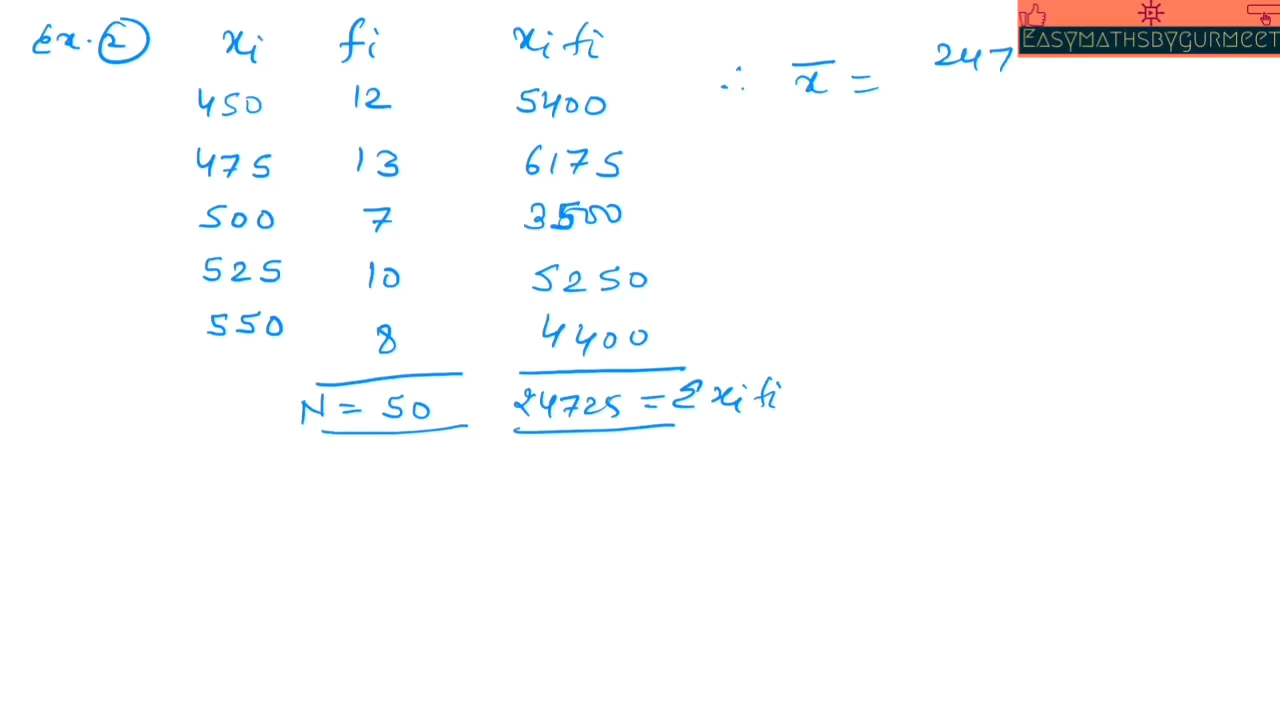 Ex. 2 xi fi xifi
450 12 5400
475 13 6175
500 7 3500
525 10 5250
550 8 4400
N = 50 24725 = Σxifi
∴ x̄ = 247
EASYMATHSBYGURMEET